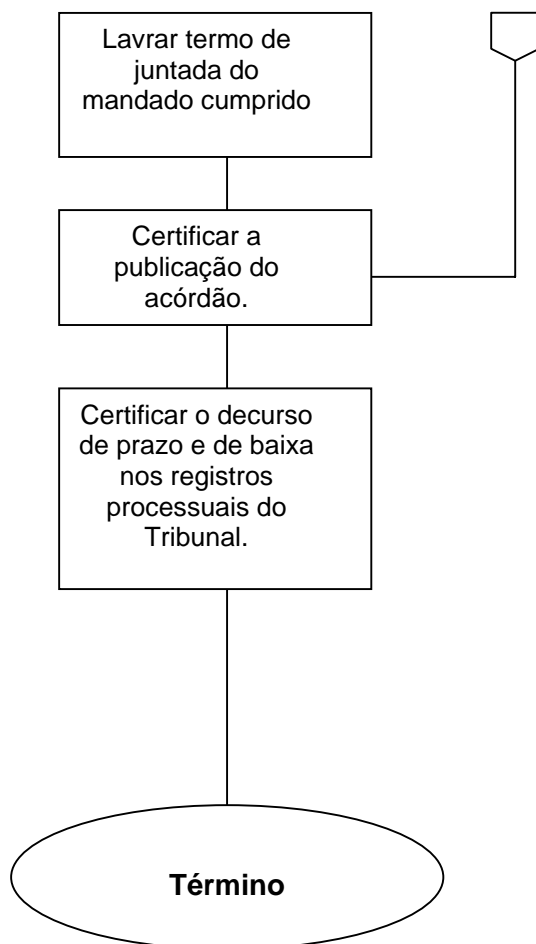 Lavrar termo de
juntada do
mandado cumprido
Certificar a
publicação do
acórdão.
Certificar o decurso
de prazo e de baixa
nos registros
processuais do
Tribunal.
Término